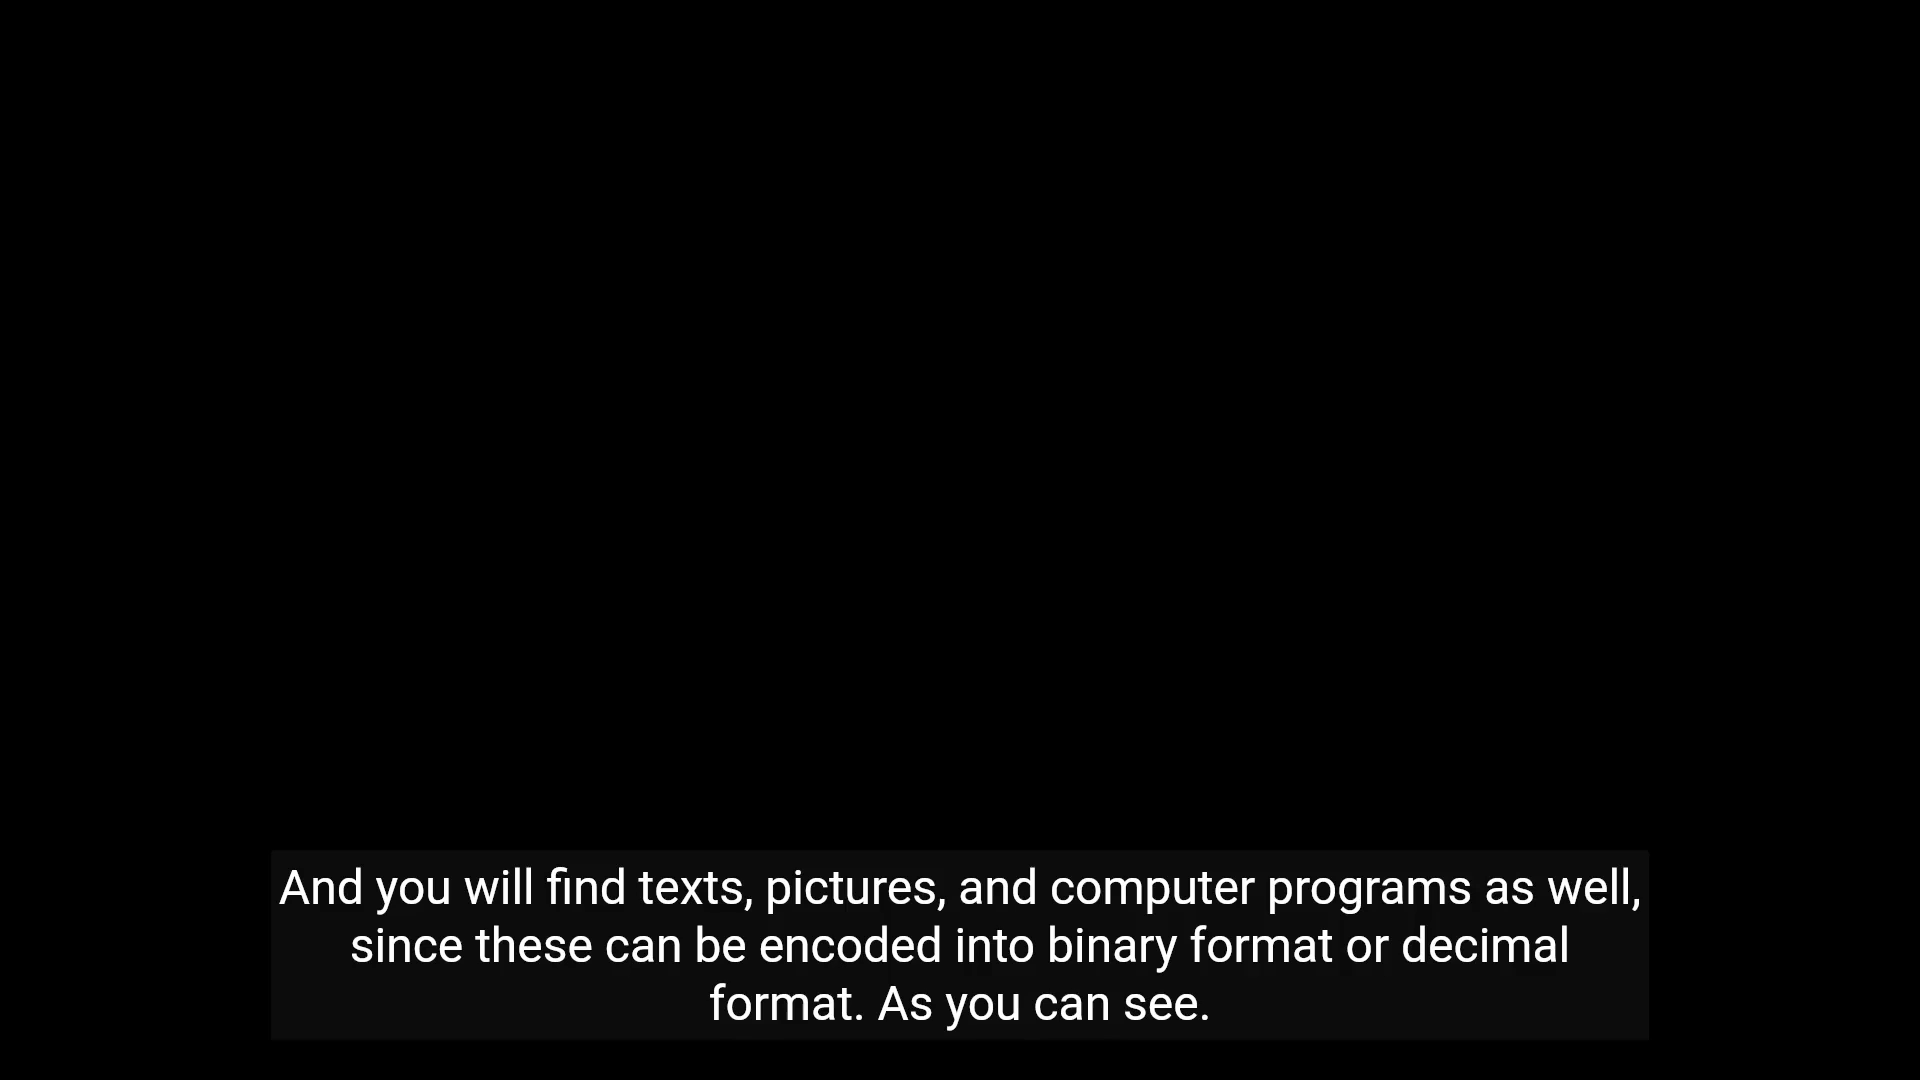 And you will find texts, pictures, and computer programs as well,
since these can be encoded into binary format or decimal
format. As you can see.